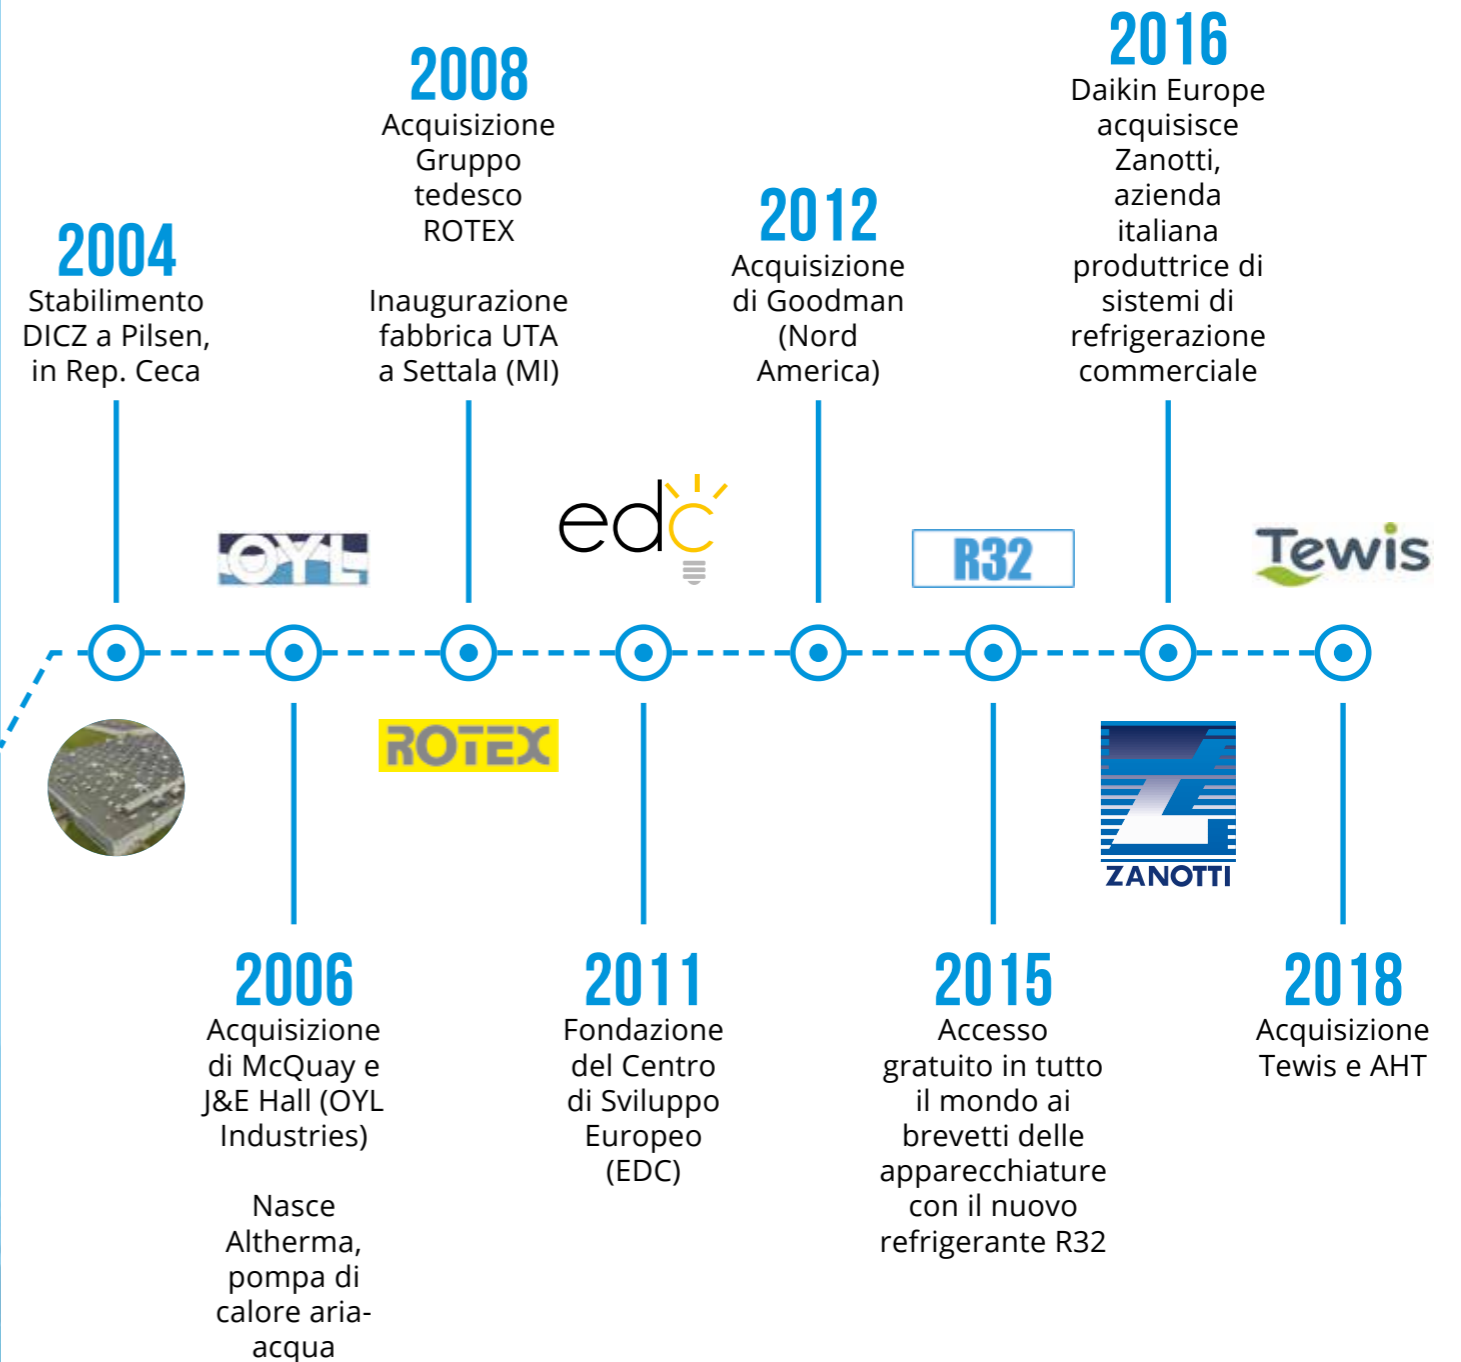 2004
Stabilimento
DICZ a Pilsen,
in Rep. Ceca
2008
Acquisizione
Gruppo
tedesco
ROTEX
Inaugurazione
fabbrica UTA
a Settala (MI)
2012
Acquisizione
di Goodman
(Nord
America)
2016
Daikin Europe
acquisisce
Zanotti,
azienda
italiana
produttrice di
sistemi di
refrigerazione
commerciale
OYL
edc
R32
Tewis
ROTEX
ZANOTTI
2006
Acquisizione
di McQuay e
J&E Hall (OYL
Industries)
Nasce
Altherma,
pompa di
calore aria-
acqua
2011
Fondazione
del Centro
di Sviluppo
Europeo
(EDC)
2015
Accesso
gratuito in tutto
il mondo ai
brevetti delle
apparecchiature
con il nuovo
refrigerante R32
2018
Acquisizione
Tewis e AHT